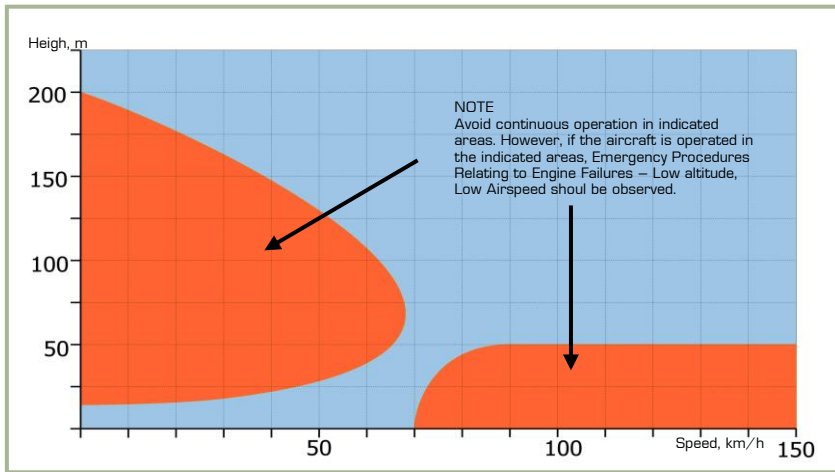 Heigh, m
200
150
100
50
NOTE
Avoid continuous operation in indicated
areas. However, if the aircraft is operated in
the indicated areas, Emergency Procedures
Relating to Engine Failures – Low altitude,
Low Airspeed shoul be observed.
50
100
Speed, km/h
150